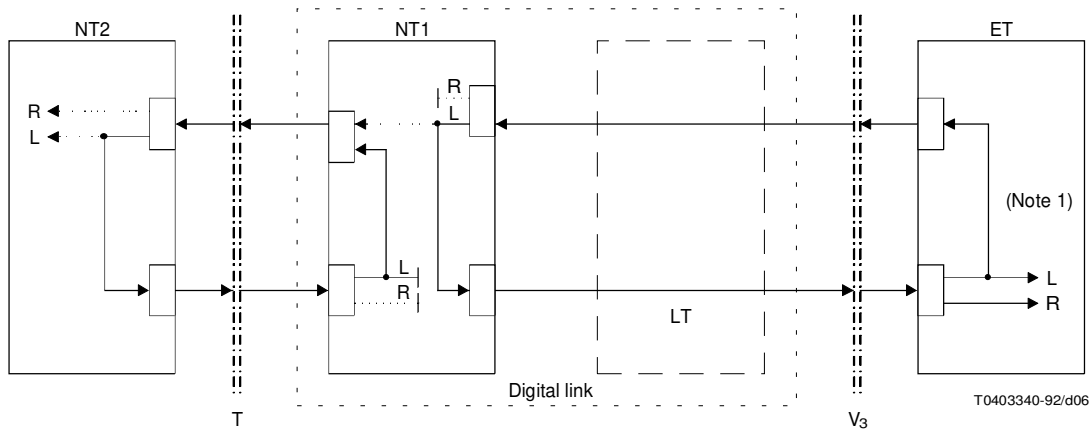 NT2
NT1
ET
R
L
R
L
(Note 1)
L
R
L
R
LT
Digital link
T
V3
T0403340-92/d06